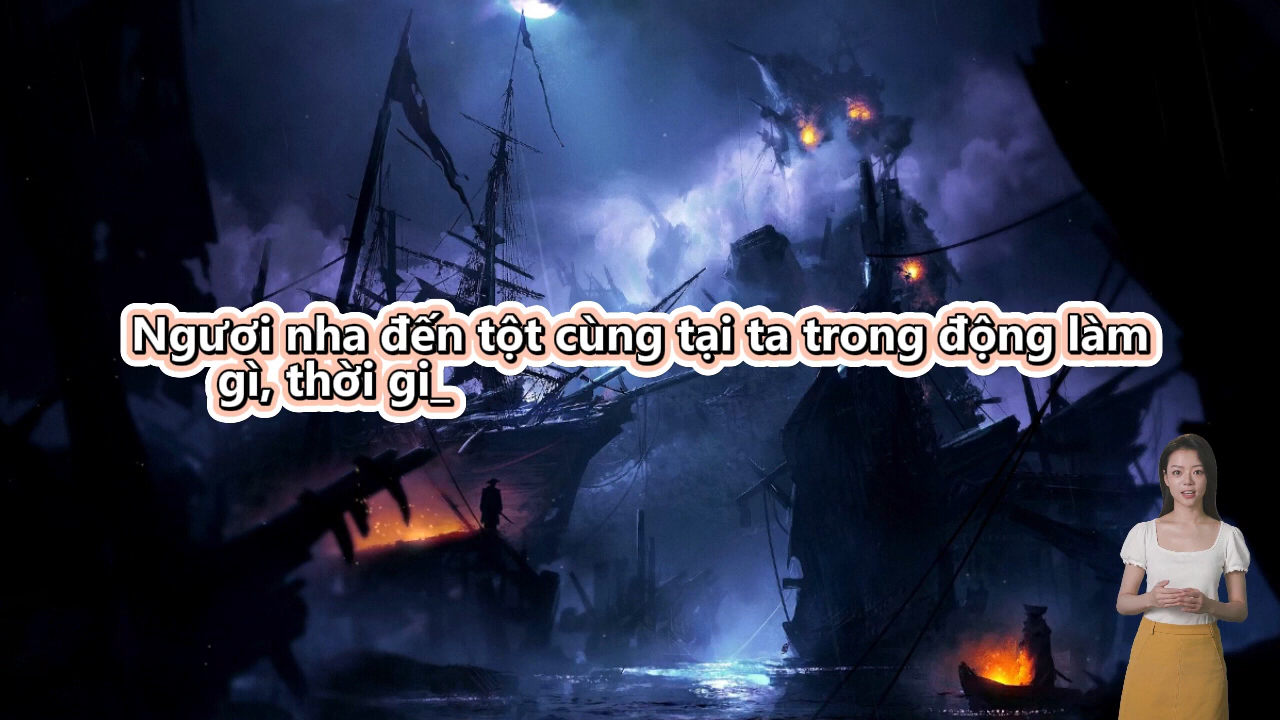 Ngươi nha đến tột cùng tại ta trong động làm
gì, thời gi_